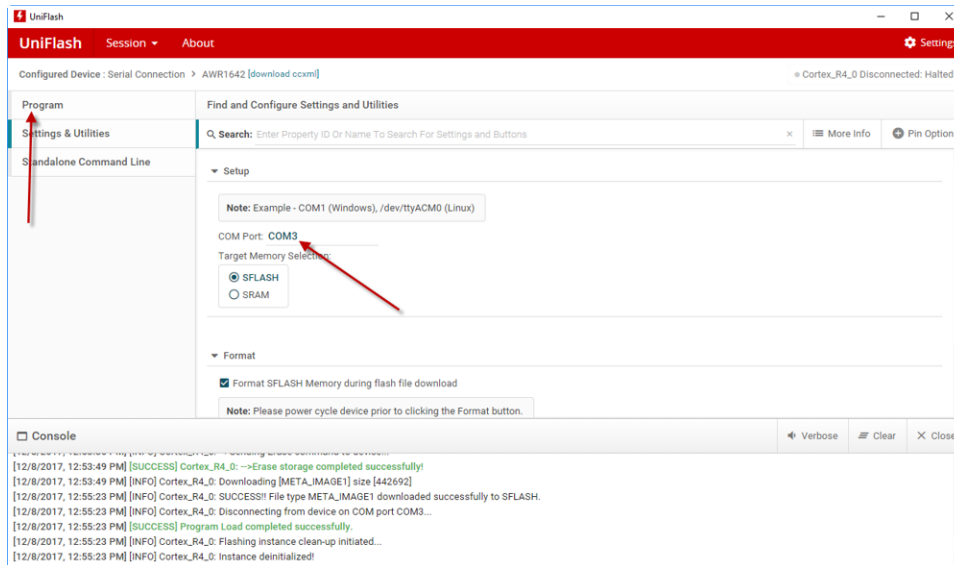 UniFlash
UniFlash Session About Settings
Configured Device : Serial Connection > AWR1642 [download ccxml] Cortex_R4_0 Disconnected: Halted
Program Find and Configure Settings and Utilities
Settings & Utilities Search: Enter Property ID Or Name To Search For Settings and Buttons × More Info Pin Option
Standalone Command Line
Setup
Note: Example - COM1 (Windows), /dev/ttyACM0 (Linux)
COM Port: COM3
Target Memory Selection:
SFLASH
SRAM
Format
Format SFLASH Memory during flash file download
Note: Please power cycle device prior to clicking the Format button.
Console Verbose Clear Close
[12/8/2017, 12:53:49 PM] [SUCCESS] Cortex_R4_0: -->Erase storage completed successfully!
[12/8/2017, 12:53:49 PM] [INFO] Cortex_R4_0: Downloading [META_IMAGE1] size [442692]
[12/8/2017, 12:55:23 PM] [INFO] Cortex_R4_0: SUCCESS!! File type META_IMAGE1 downloaded successfully to SFLASH.
[12/8/2017, 12:55:23 PM] [INFO] Cortex_R4_0: Disconnecting from device on COM port COM3...
[12/8/2017, 12:55:23 PM] [SUCCESS] Program Load completed successfully.
[12/8/2017, 12:55:23 PM] [INFO] Cortex_R4_0: Flashing instance clean-up initiated...
[12/8/2017, 12:55:23 PM] [INFO] Cortex_R4_0: Instance deinitialized!